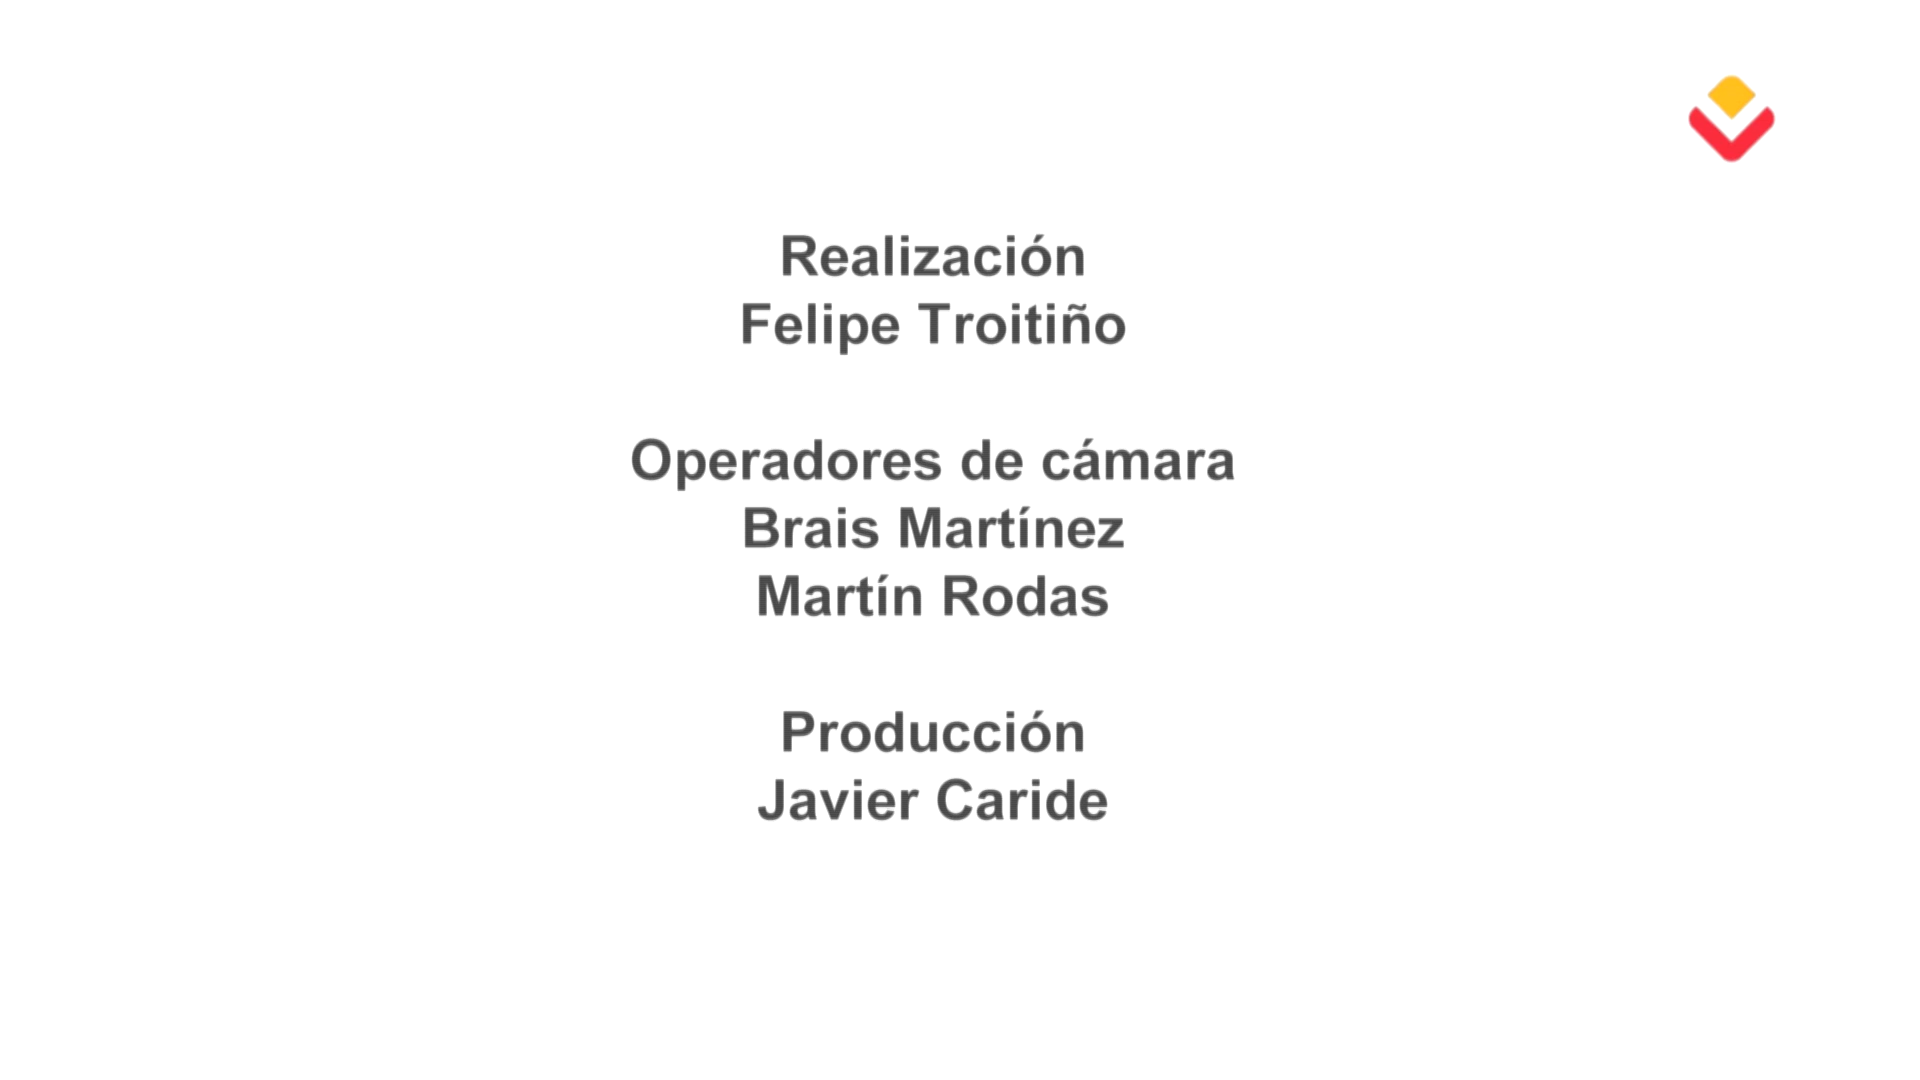 Realización
Felipe Troitiño
Operadores de cámara
Brais Martínez
Martín Rodas
Producción
Javier Caride